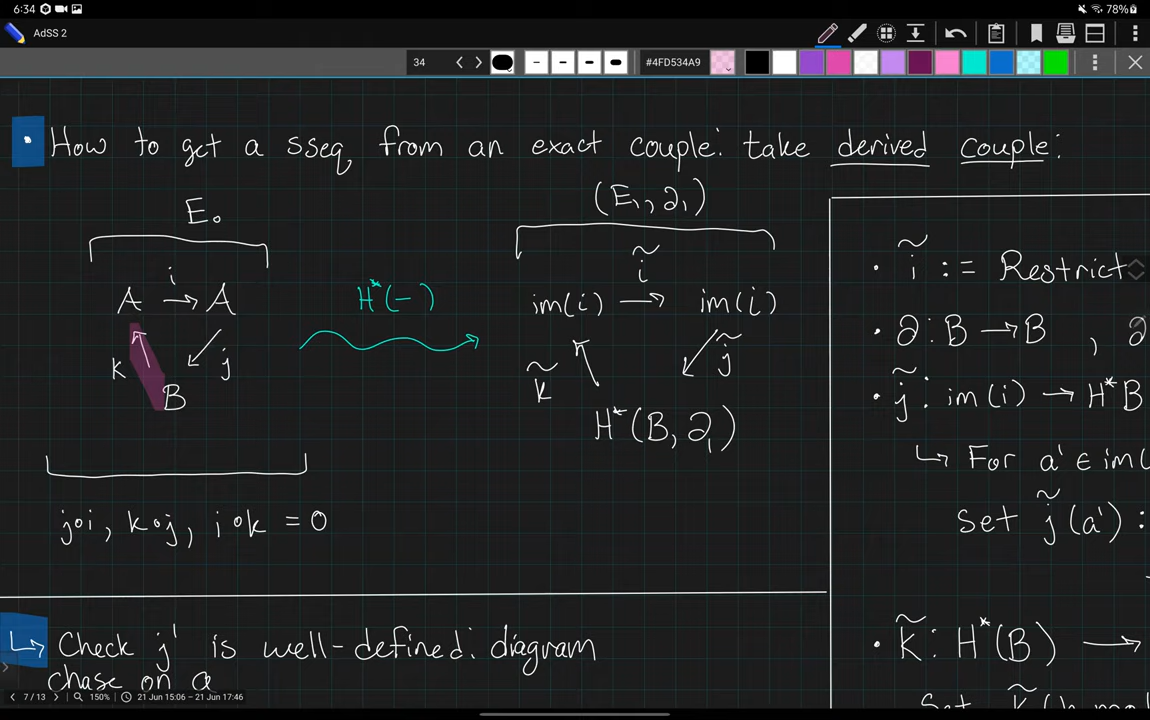 6:34
78%
AdSS 2
34
#4FD534A9
• How to get a sseq, from an exact couple: take derived couple:
E₀
(E₁, ∂₁)
A →ⁱ A
k
j
B
H*(−)
im(i) → im(i)
ĩ
k̃
j̃
H*(B, ∂₁)
j∘i, k∘j, i∘k = 0
↳ Check j' is well-defined: diagram
chase on a
• ĩ := Restrict
• ∂: B → B , ∂
• j̃: im(i) → H*B
↳ For a' ∈ im(
Set j̃(a') :
• k̃: H*(B) →
7 / 13
150%
21 Jun 15:06 – 21 Jun 17:46